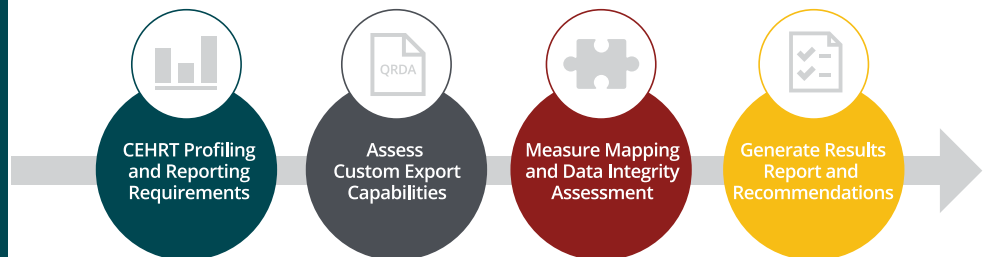 QRDA
CEHRT Profiling
and Reporting
Requirements
Assess
Custom Export
Capabilities
Measure Mapping
and Data Integrity
Assessment
Generate Results
Report and
Recommendations